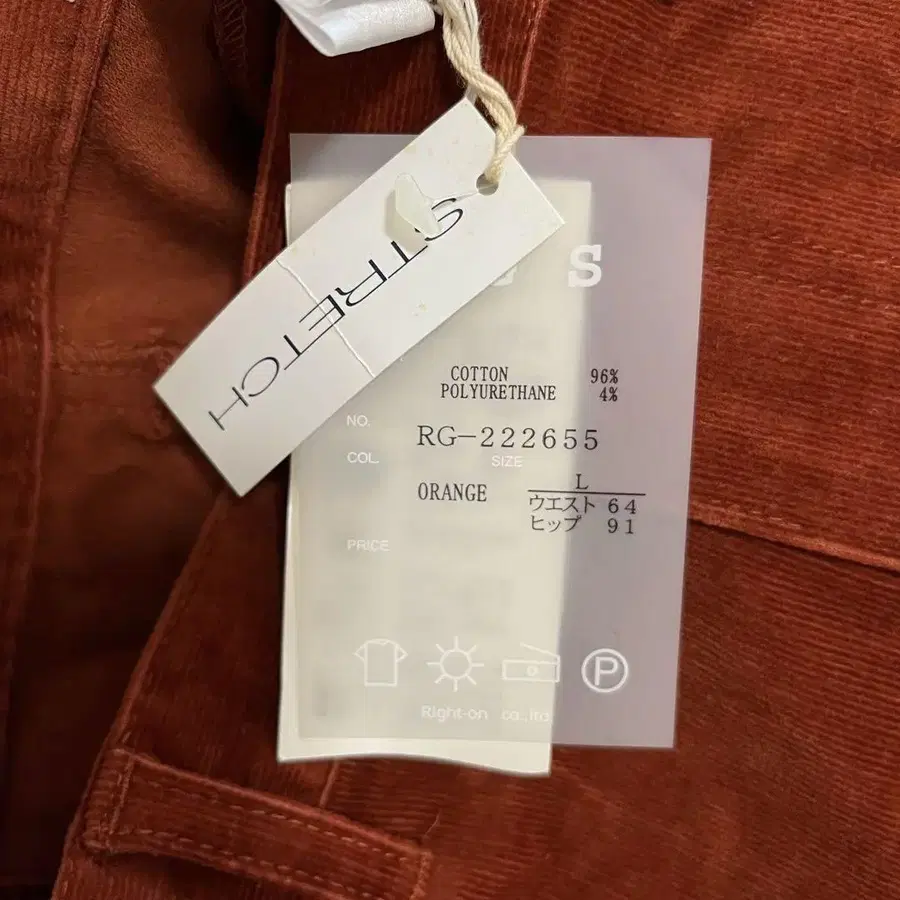 STRETCH
S
COTTON 96%
POLYURETHANE 4%
NO. RG-222655
COL. SIZE
ORANGE L
ウエスト 64
ヒップ 91
PRICE
P
Right-on co.,ltd.